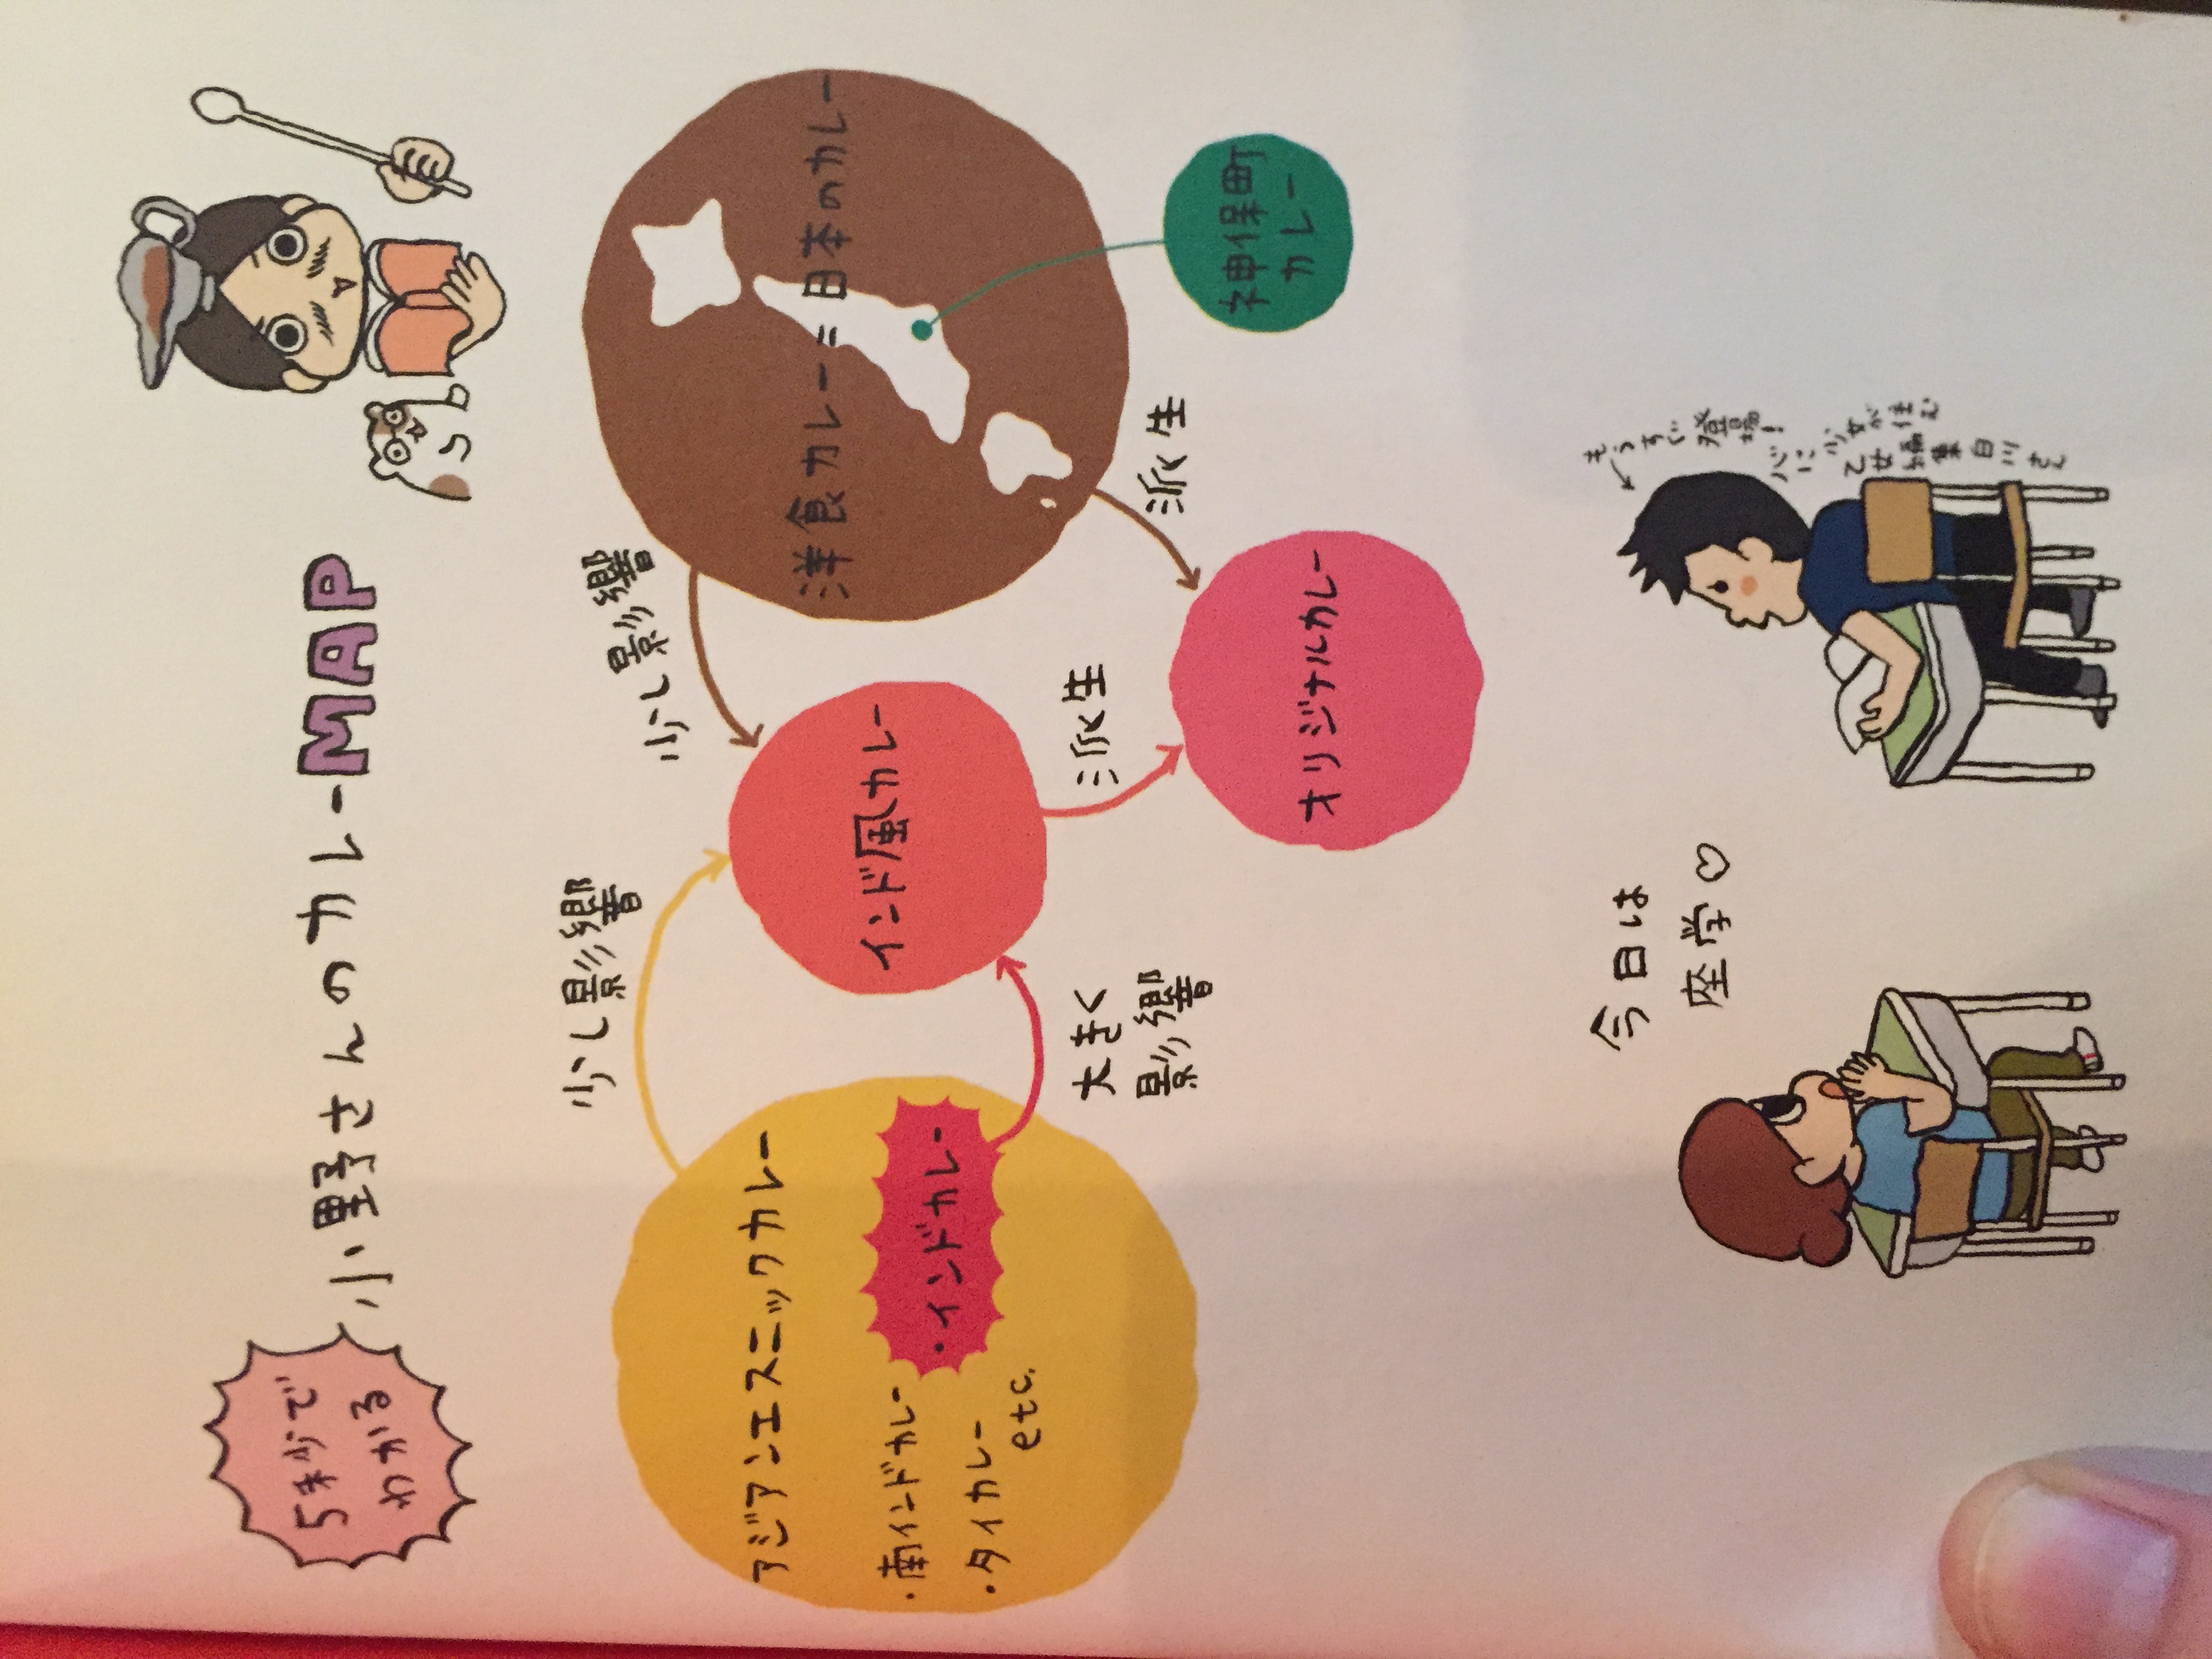 5秒で
わかる
小野さんのカレーMAP
少し影響
少し影響
アジアンエスニックカレー
・南インドカレー
・インドカレー
・タイカレー
etc.
インド風カレー
洋食カレー=日本のカレー
大きく
影響
派生
派生
神保町
カレー
オリジナルカレー
今日は
座学♡
もうすぐ登場!
心に少女が住む
乙女編集白川さん